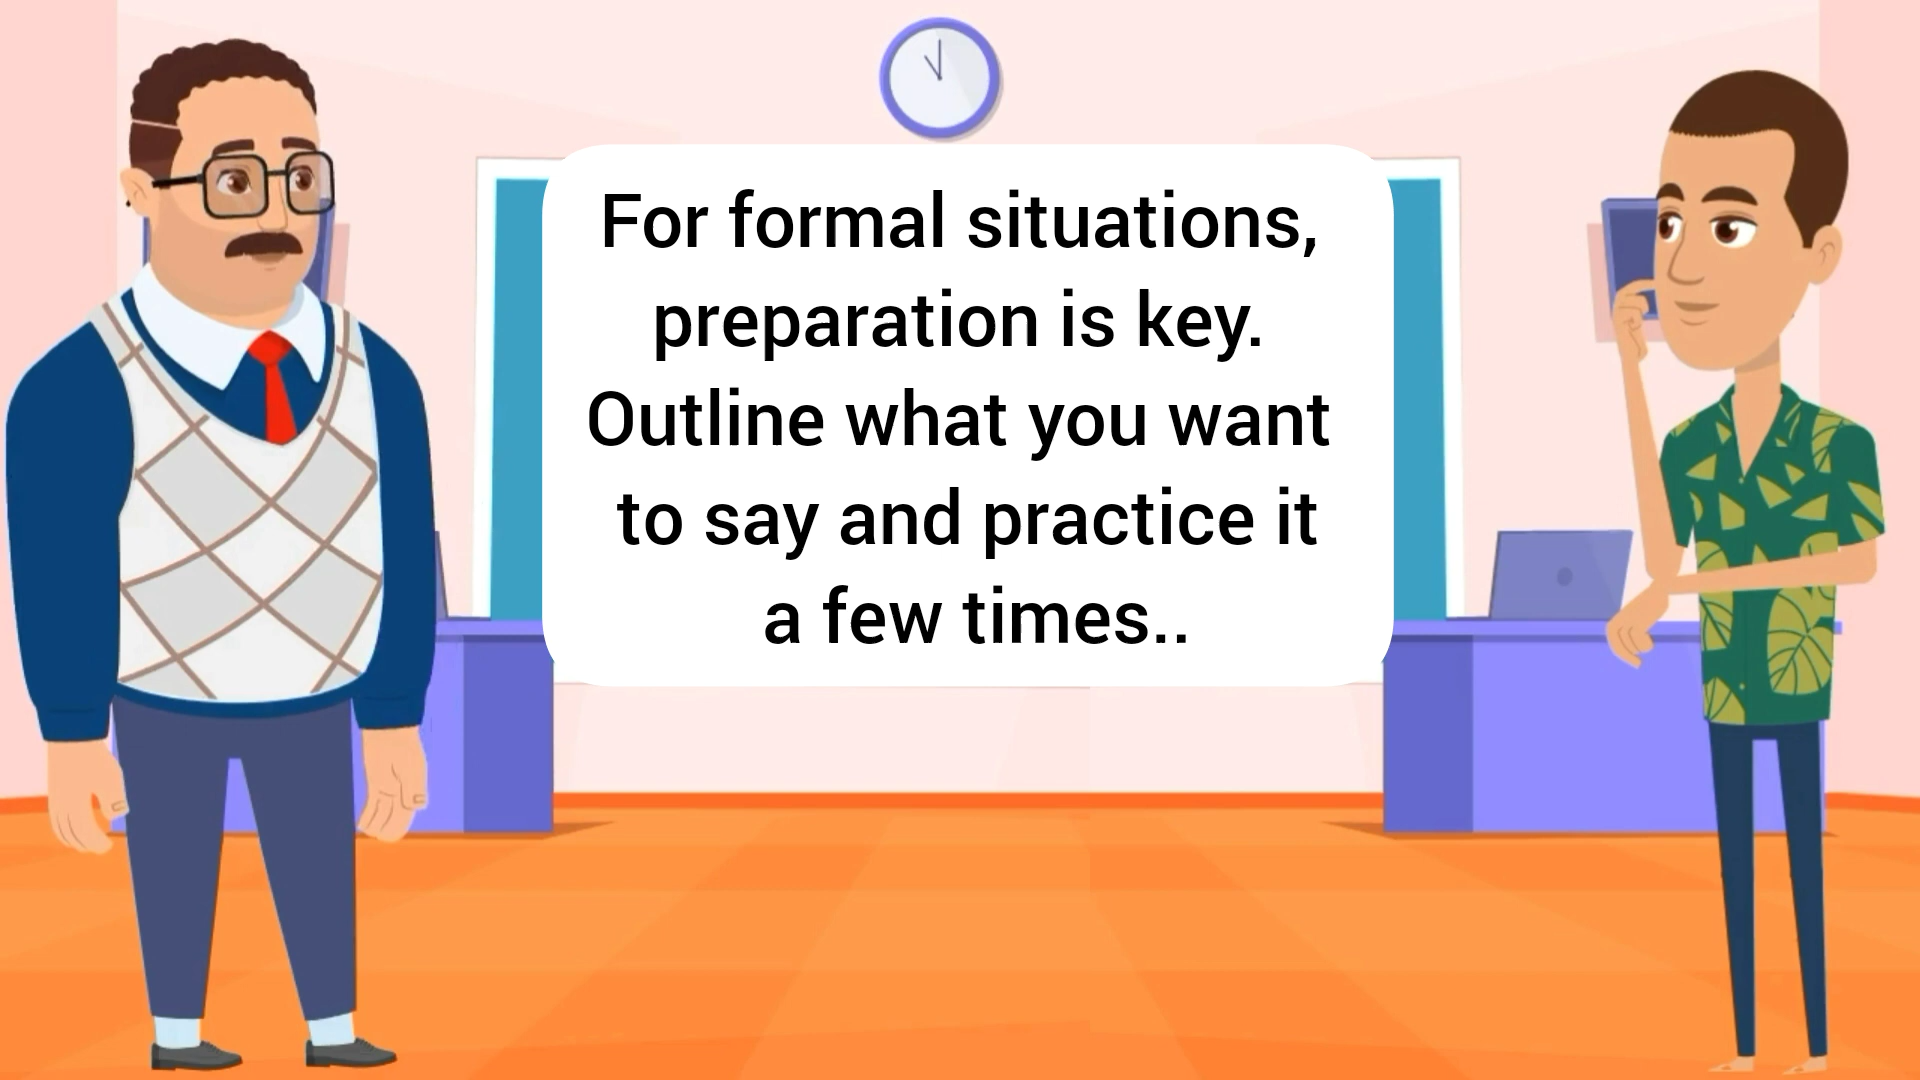 For formal situations,
preparation is key.
Outline what you want
to say and practice it
a few times..